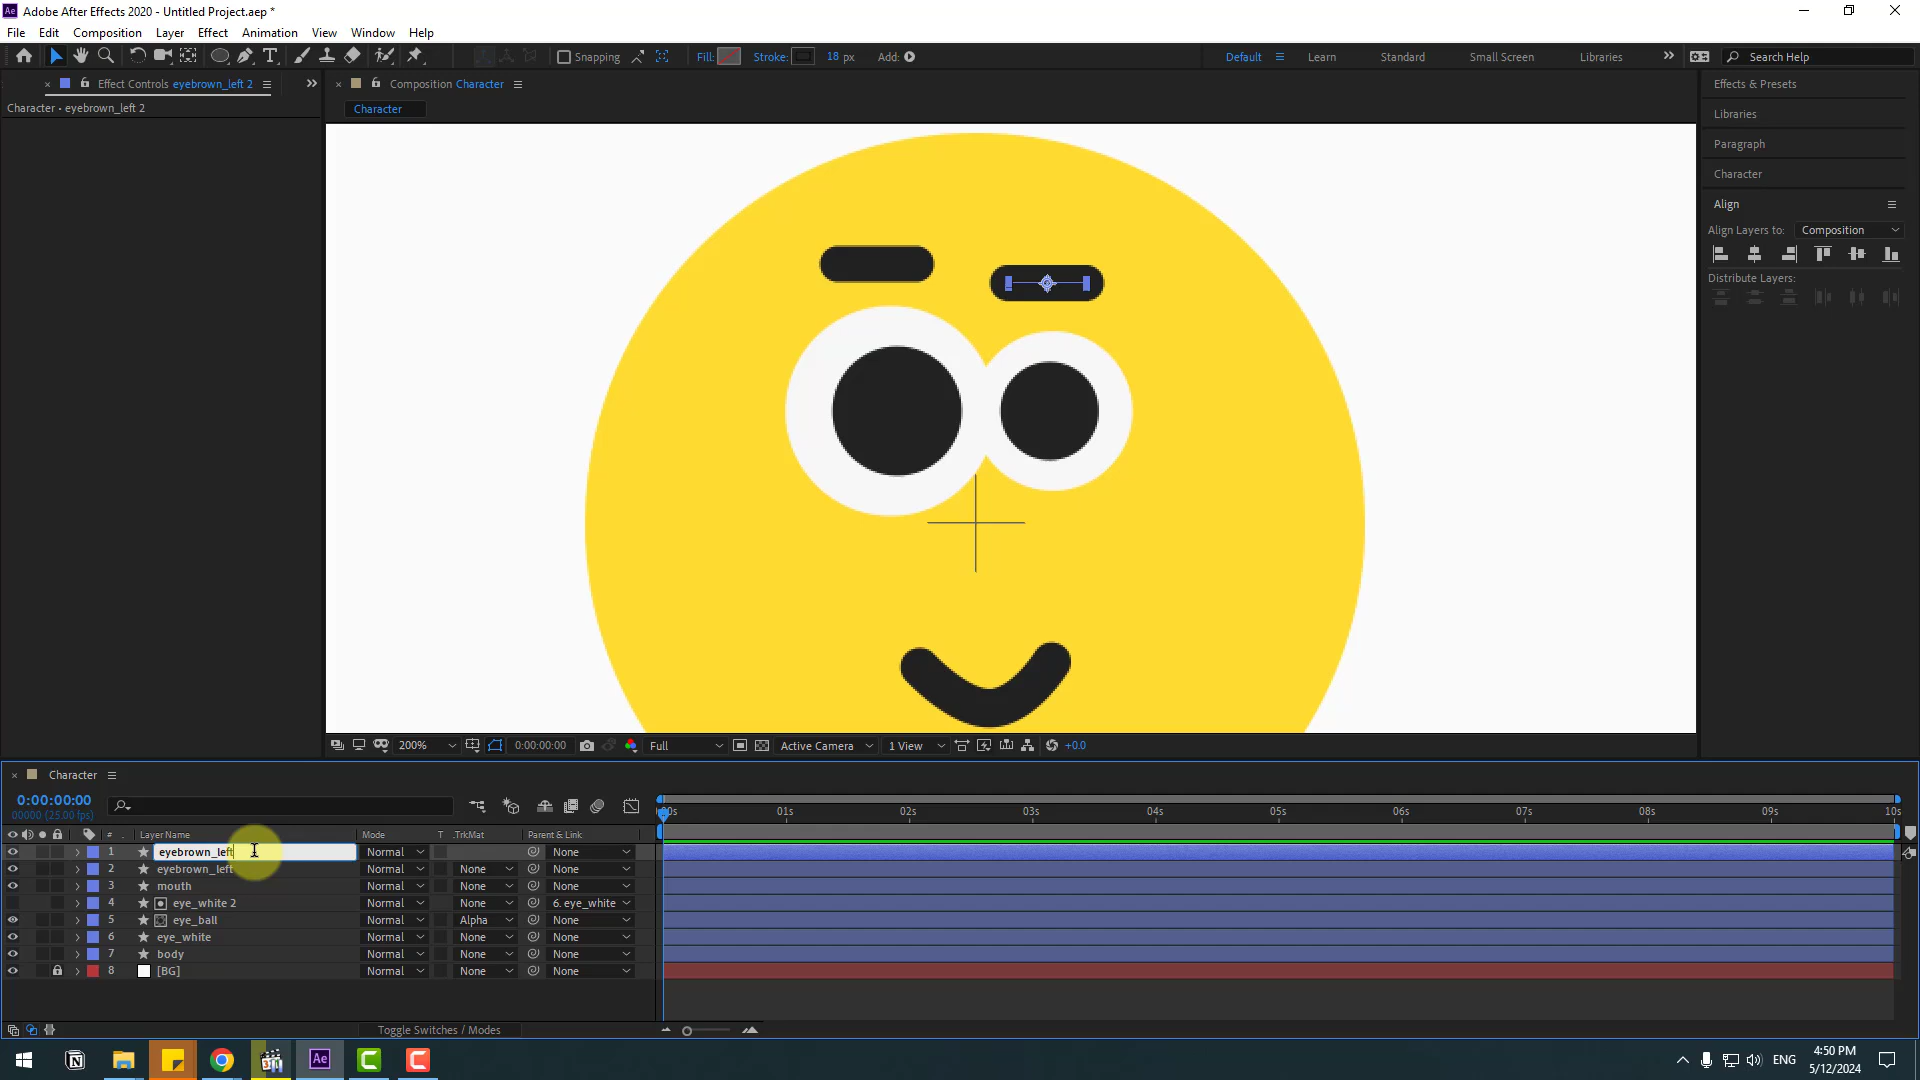 Adobe After Effects 2020 - Untitled Project.aep *
File Edit Composition Layer Effect Animation View Window Help
Snapping Fill: Stroke: 18 px Add: Default Learn Standard Small Screen Libraries Search Help
Effect Controls eyebrown_left 2
Composition Character
Character • eyebrown_left 2
Character
Effects & Presets
Libraries
Paragraph
Character
Align
Align Layers to: Composition
Distribute Layers:
200% 0:00:00:00 Full Active Camera 1 View +0.0
Character
0:00:00:00
00000 (25.00 fps)
01s 02s 03s 04s 05s 06s 07s 08s 09s 10s
# Layer Name Mode T .TrkMat Parent & Link
1 eyebrown_left Normal None
2 eyebrown_left Normal None None
3 mouth Normal None None
4 eye_white 2 Normal None 6. eye_white
5 eye_ball Normal Alpha None
6 eye_white Normal None None
7 body Normal None None
8 [BG] Normal None None
Toggle Switches / Modes
ENG
4:50 PM
5/12/2024